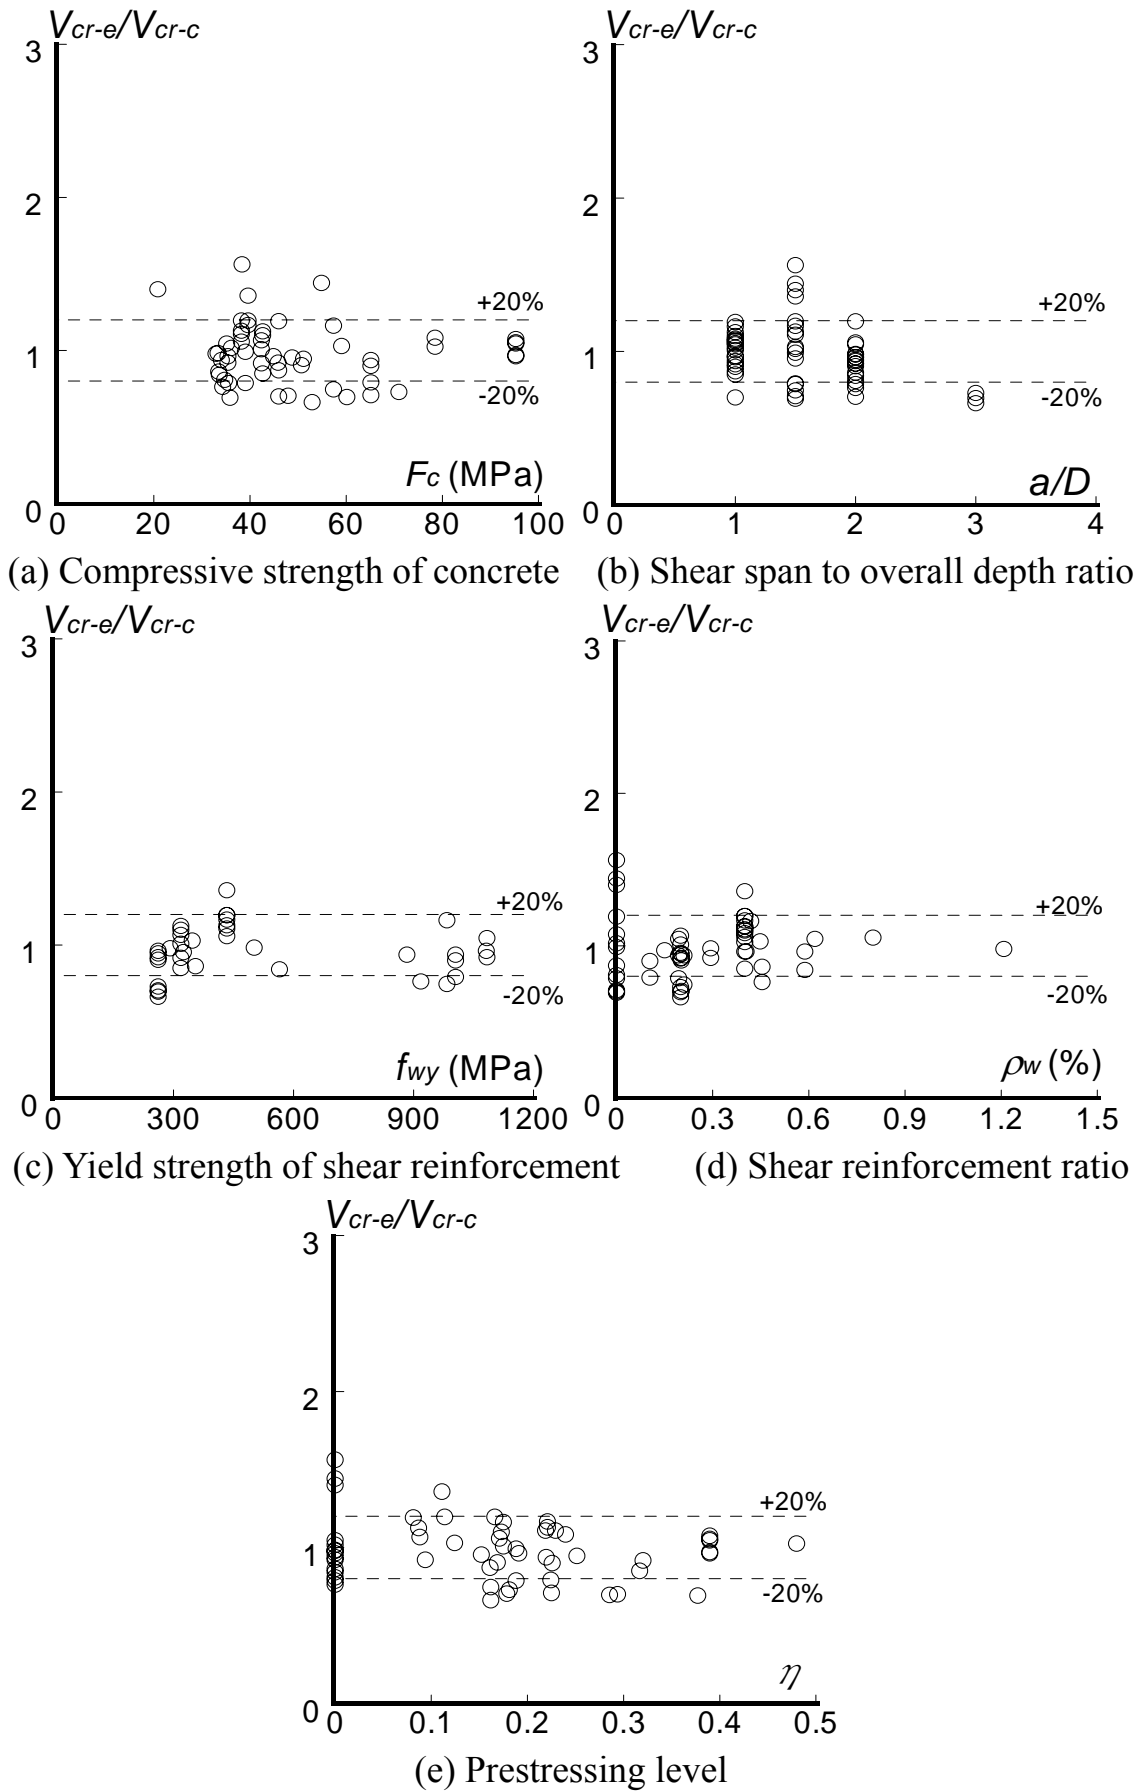 Vcr-e/Vcr-c Vcr-e/Vcr-c
3 3
2 2
+20% +20%
1 1
-20% -20%
Fc (MPa) a/D
0 0
0 20 40 60 80 100 0 1 2 3 4
(a) Compressive strength of concrete (b) Shear span to overall depth ratio
Vcr-e/Vcr-c Vcr-e/Vcr-c
3 3
2 2
+20% +20%
1 1
-20% -20%
fwy (MPa) ρw (%)
0 0
0 300 600 900 1200 0 0.3 0.6 0.9 1.2 1.5
(c) Yield strength of shear reinforcement (d) Shear reinforcement ratio
Vcr-e/Vcr-c
3
2
+20%
1
-20%
η
0
0 0.1 0.2 0.3 0.4 0.5
(e) Prestressing level